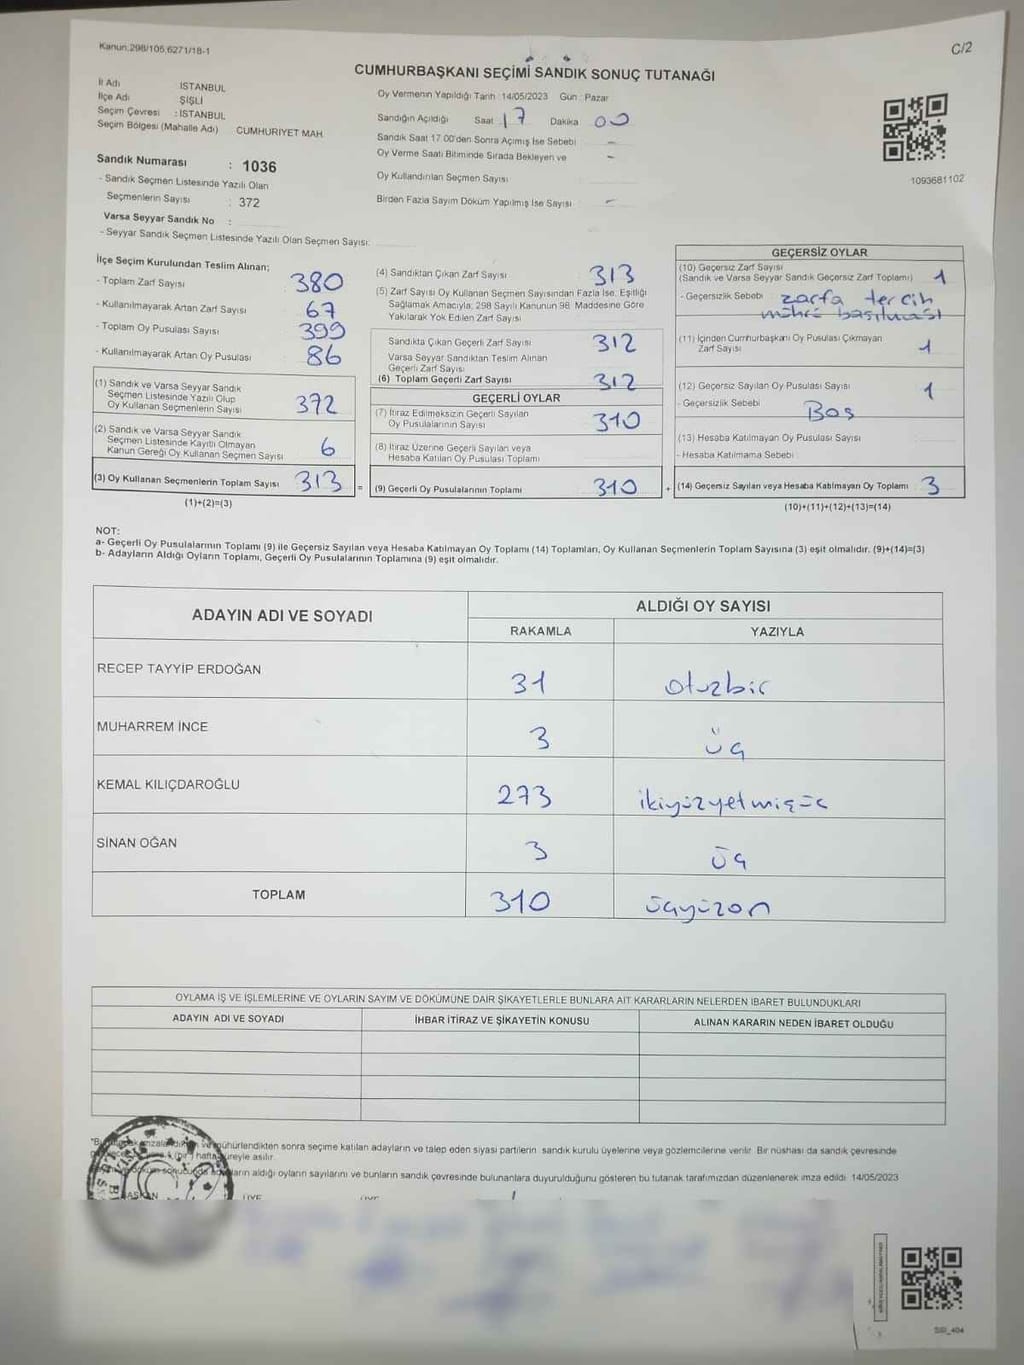 Kanun:298/105,6271/18-1
C/2
CUMHURBAŞKANI SEÇİMİ SANDIK SONUÇ TUTANAĞI
İl Adı İSTANBUL
İlçe Adı ŞİŞLİ
Seçim Çevresi : İSTANBUL
Seçim Bölgesi (Mahalle Adı) CUMHURIYET MAH.
Oy Vermenin Yapıldığı Tarih :14/05/2023 Gün : Pazar
Sandığın Açıldığı Saat 17 Dakika 00
Sandık Saat 17.00'den Sonra Açımış İse Sebebi : -
Oy Verme Saati Bitiminde Sırada Bekleyen ve -
Oy Kullandırılan Seçmen Sayısı
Birden Fazla Sayım Döküm Yapılmış İse Sayısı : -
1093681102
Sandık Numarası : 1036
- Sandık Seçmen Listesinde Yazılı Olan
Seçmenlerin Sayısı : 372
Varsa Seyyar Sandık No :
- Seyyar Sandık Seçmen Listesinde Yazılı Olan Seçmen Sayısı:
İlçe Seçim Kurulundan Teslim Alınan;
- Toplam Zarf Sayısı 380
- Kullanılmayarak Artan Zarf Sayısı 67
- Toplam Oy Pusulası Sayısı 399
- Kullanılmayarak Artan Oy Pusulası 86
(1) Sandık ve Varsa Seyyar Sandık
Seçmen Listesinde Yazılı Olup
Oy Kullanan Seçmenlerin Sayısı 372
(2) Sandık ve Varsa Seyyar Sandık
Seçmen Listesinde Kayıtlı Olmayan
Kanun Gereği Oy Kullanan Seçmen Sayısı 6
(3) Oy Kullanan Seçmenlerin Toplam Sayısı 313 =
(1)+(2)=(3)
(4) Sandıktan Çıkan Zarf Sayısı 313
(5) Zarf Sayısı Oy Kullanan Seçmen Sayısından Fazla İse, Eşitliği
Sağlamak Amacıyla; 298 Sayılı Kanunun 98. Maddesine Göre
Yakılarak Yok Edilen Zarf Sayısı
Sandıkta Çıkan Geçerli Zarf Sayısı 312
Varsa Seyyar Sandıktan Teslim Alınan
Geçerli Zarf Sayısı
(6) Toplam Geçerli Zarf Sayısı 312
GEÇERLİ OYLAR
(7) İtiraz Edilmeksizin Geçerli Sayılan
Oy Pusulalarının Sayısı 310
(8) İtiraz Üzerine Geçerli Sayılan veya
Hesaba Katılan Oy Pusulası Toplamı
(9) Geçerli Oy Pusulalarının Toplamı 310 +
GEÇERSİZ OYLAR
(10) Geçersiz Zarf Sayısı
(Sandık ve Varsa Seyyar Sandık Geçersiz Zarf Toplamı) 1
- Geçersizlik Sebebi zarfa tercih
mührü basılması
(11) İçinden Cumhurbaşkanı Oy Pusulası Çıkmayan
Zarf Sayısı 1
(12) Geçersiz Sayılan Oy Pusulası Sayısı 1
- Geçersizlik Sebebi Boş
(13) Hesaba Katılmayan Oy Pusulası Sayısı
- Hesaba Katılmama Sebebi
(14) Geçersiz Sayılan veya Hesaba Katılmayan Oy Toplamı 3
(10)+(11)+(12)+(13)=(14)
NOT:
a- Geçerli Oy Pusulalarının Toplamı (9) ile Geçersiz Sayılan veya Hesaba Katılmayan Oy Toplamı (14) Toplamları, Oy Kullanan Seçmenlerin Toplam Sayısına (3) eşit olmalıdır. (9)+(14)=(3)
b- Adayların Aldığı Oyların Toplamı, Geçerli Oy Pusulalarının Toplamına (9) eşit olmalıdır.
ADAYIN ADI VE SOYADI ALDIĞI OY SAYISI
RAKAMLA YAZIYLA
RECEP TAYYİP ERDOĞAN 31 otuzbir
MUHARREM İNCE 3 üç
KEMAL KILIÇDAROĞLU 273 ikiyüzyetmişüç
SİNAN OĞAN 3 üç
TOPLAM 310 üçyüzon
OYLAMA İŞ VE İŞLEMLERİNE VE OYLARIN SAYIM VE DÖKÜMÜNE DAİR ŞİKAYETLERLE BUNLARA AİT KARARLARIN NELERDEN İBARET BULUNDUKLARI
ADAYIN ADI VE SOYADI İHBAR İTİRAZ VE ŞİKAYETİN KONUSU ALINAN KARARIN NEDEN İBARET OLDUĞU
mühürlendikten sonra seçime katılan adayların ve talep eden siyasi partilerin sandık kurulu üyelerine veya gözlemcilerine verilir. Bir nüshası da sandık çevresinde
(bir) hafta süreyle asılır.
aldığı oyların sayılarını ve bunların sandık çevresinde bulunanlara duyurulduğunu gösteren bu tutanak tarafımızdan düzenlenerek imza edildi. 14/05/2023
BAŞKAN ÜYE ÜYE